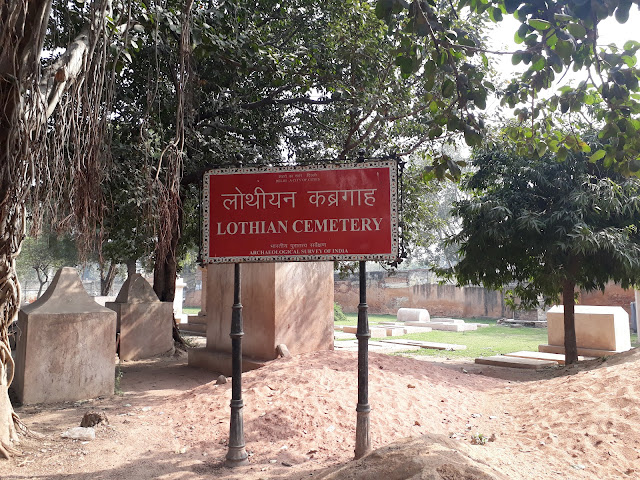 लोथीयन कब्रगाह
LOTHIAN CEMETERY
भारतीय पुरातत्व सर्वेक्षण
ARCHAEOLOGICAL SURVEY OF INDIA